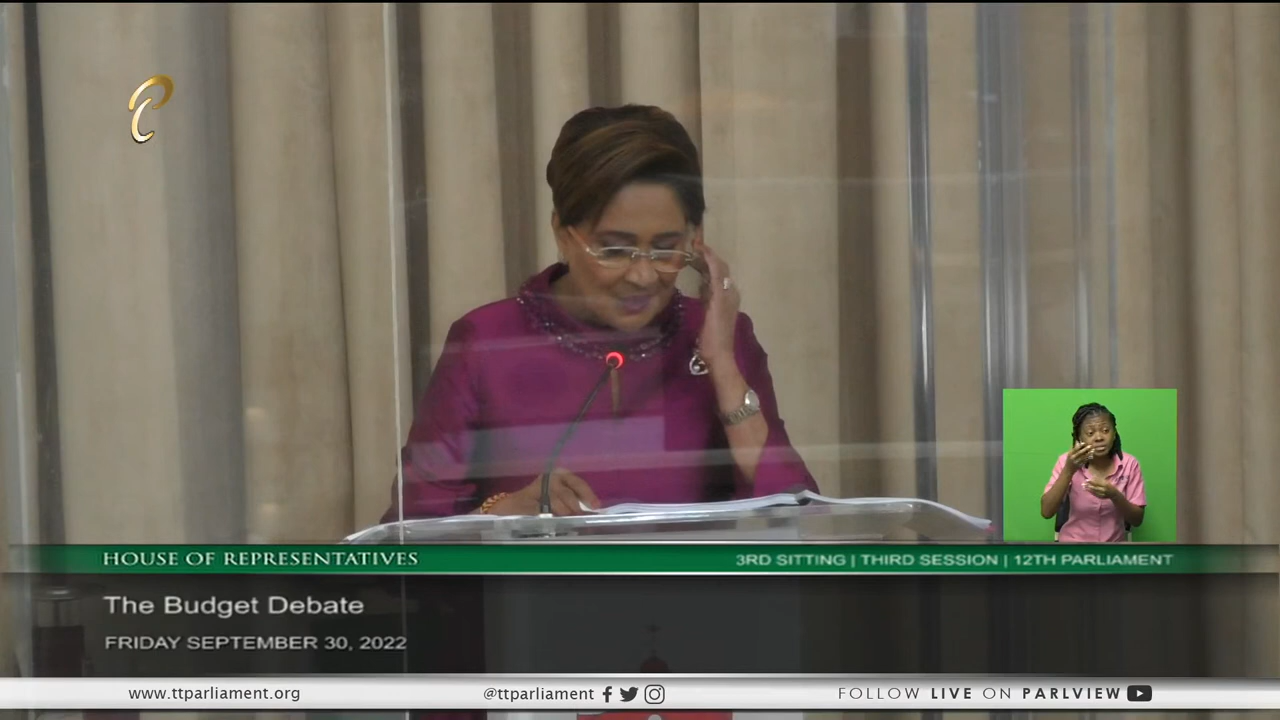 HOUSE OF REPRESENTATIVES
3RD SITTING | THIRD SESSION | 12TH PARLIAMENT
The Budget Debate
FRIDAY SEPTEMBER 30, 2022
www.ttparliament.org
@ttparliament
FOLLOW LIVE ON PARLVIEW